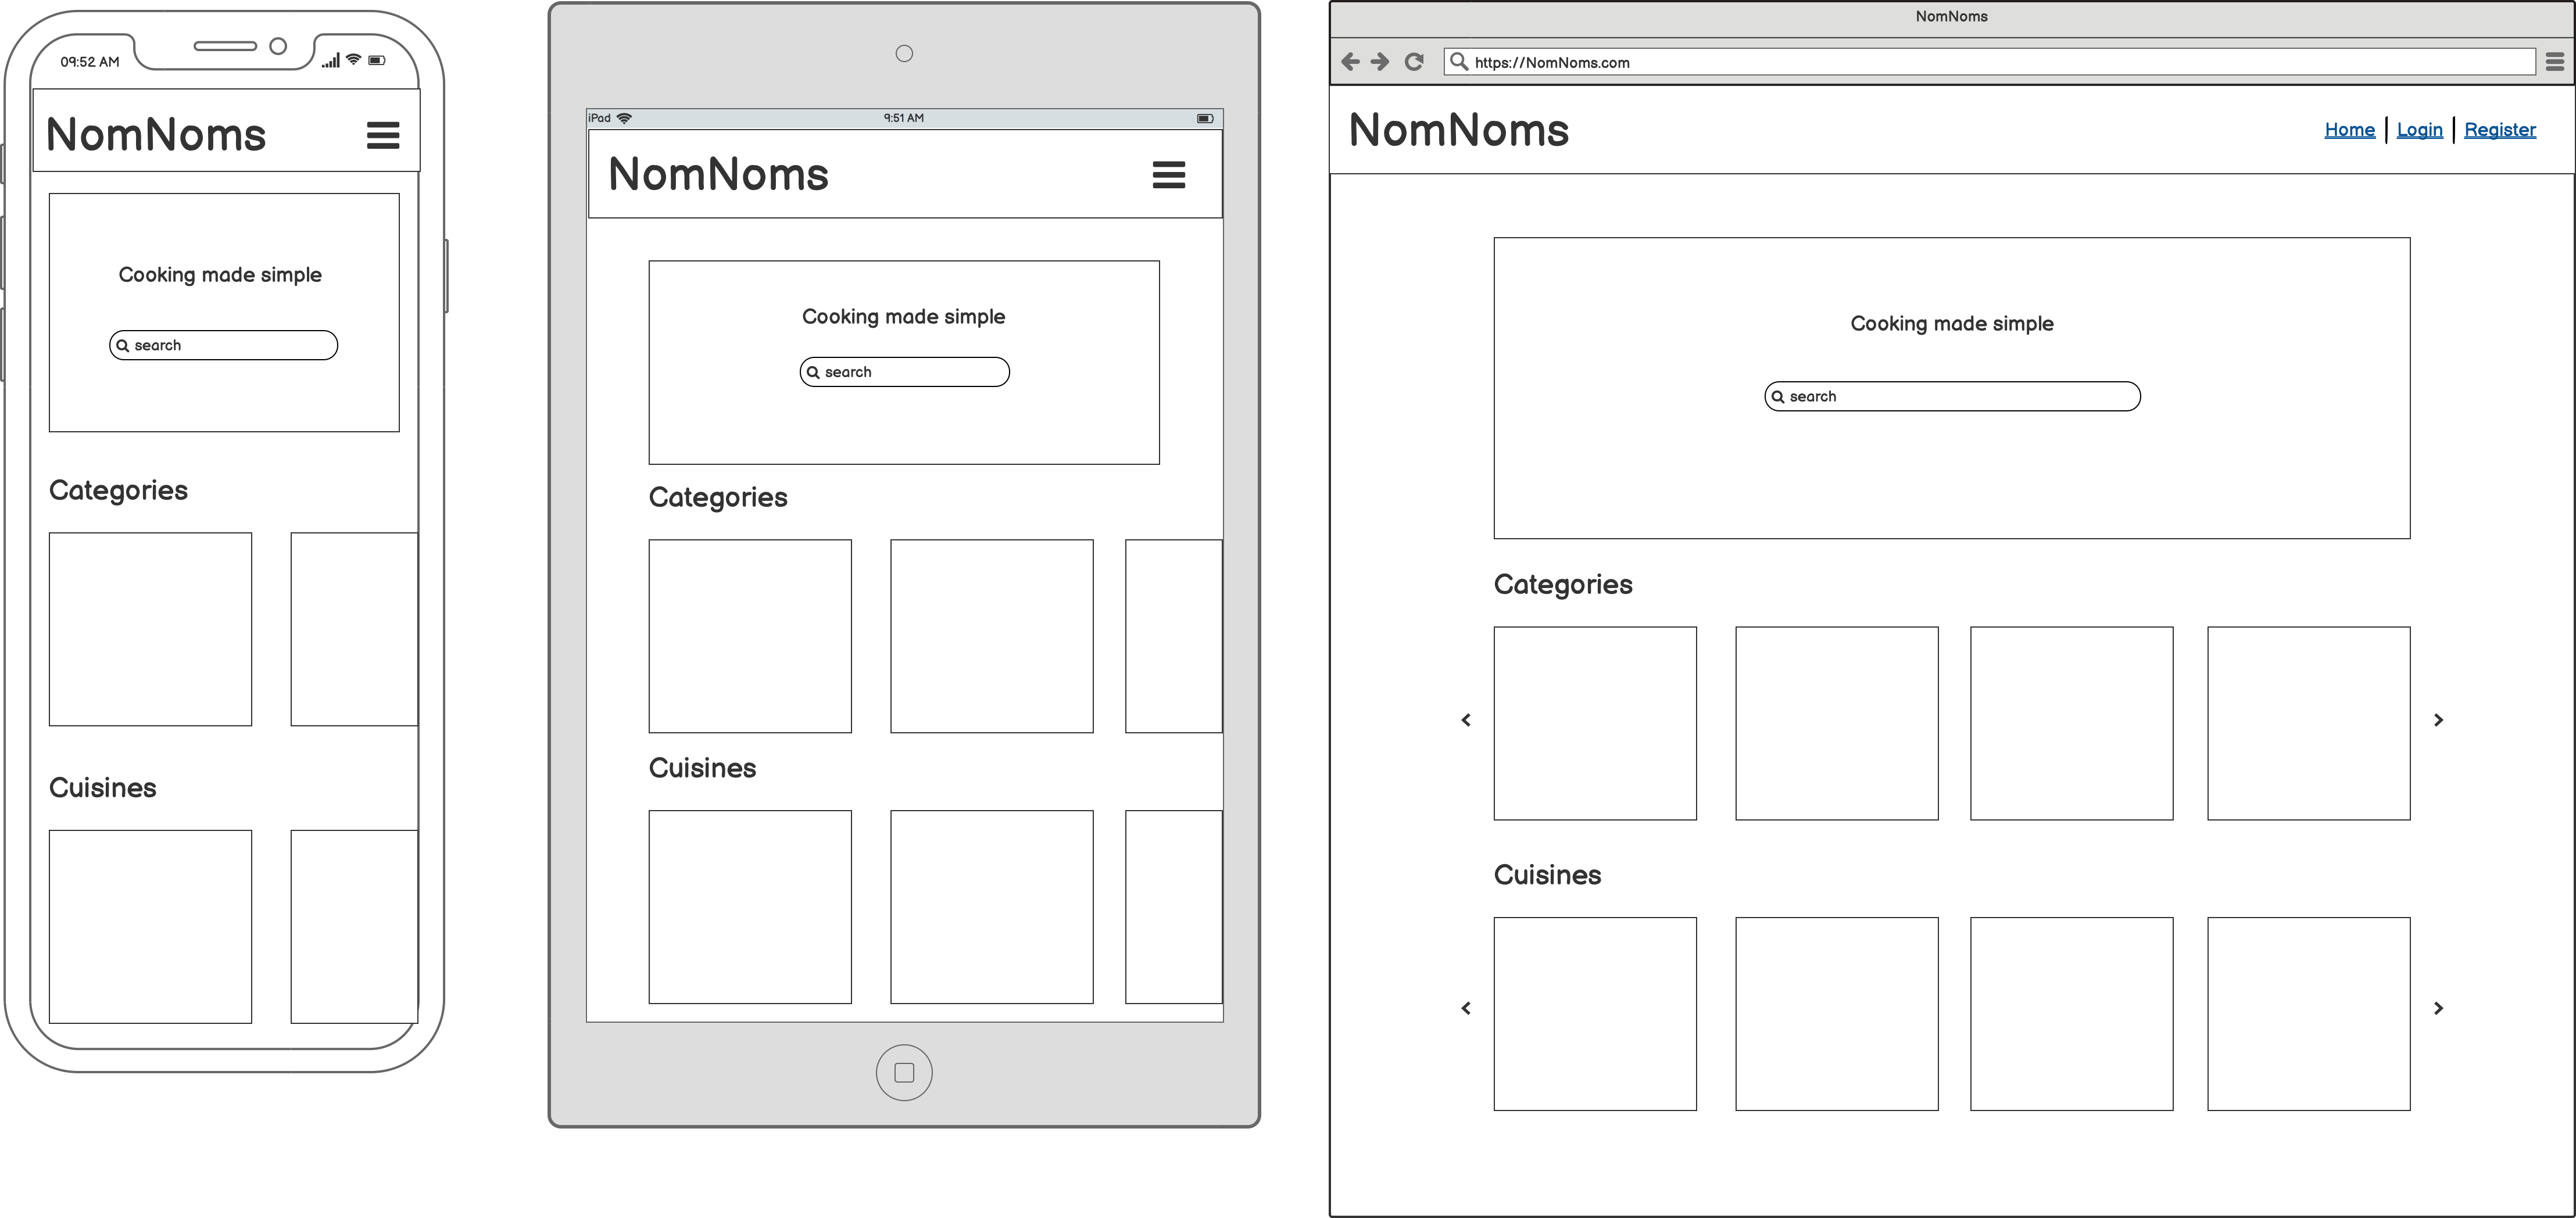 09:52 AM
NomNoms
Cooking made simple
search
Categories
Cuisines
iPad
9:51 AM
NomNoms
Cooking made simple
search
Categories
Cuisines
NomNoms
https://NomNoms.com
NomNoms
Home | Login | Register
Cooking made simple
search
Categories
Cuisines